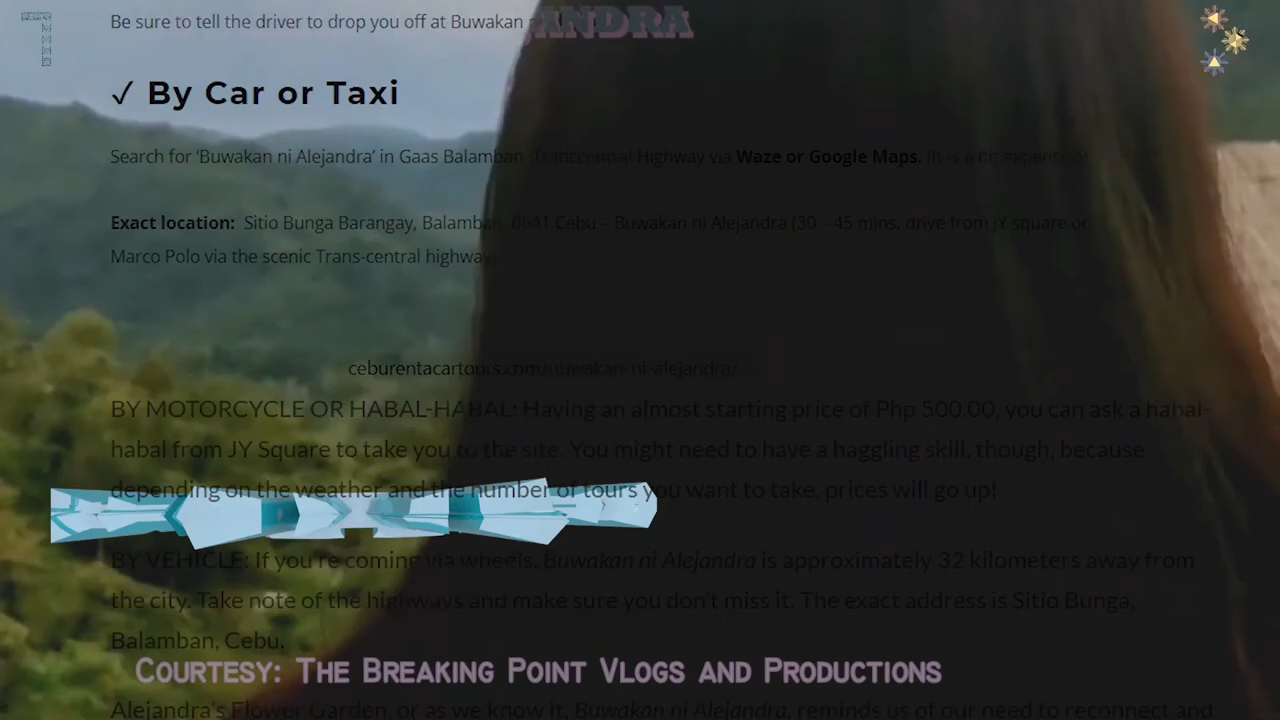 Be sure to tell the driver to drop you off at Buwakan
ANDRA
✓ By Car or Taxi
Search for ‘Buwakan ni Alejandra’ in Gaas Balamban, Transcentral Highway via Waze or Google Maps. (It is a bit expensive)
Exact location: Sitio Bunga Barangay, Balamban, 6041 Cebu – Buwakan ni Alejandra (30 – 45 mins. drive from JY square or
Marco Polo via the scenic Trans-central highway
ceburentacartours.com/buwakan-ni-alejandra/
BY MOTORCYCLE OR HABAL-HABAL: Having an almost starting price of Php 500.00, you can ask a habal-
habal from JY Square to take you to the site. You might need to have a haggling skill, though, because
depending on the weather and the number of tours you want to take, prices will go up!
BY VEHICLE: If you're coming via wheels, Buwakan ni Alejandra is approximately 32 kilometers away from
the city. Take note of the highways and make sure you don't miss it. The exact address is Sitio Bunga,
Balamban, Cebu.
Courtesy: The Breaking Point Vlogs and Productions
Alejandra's Flower Garden, or as we know it, Buwakan ni Alejandra, reminds us of our need to reconnect and